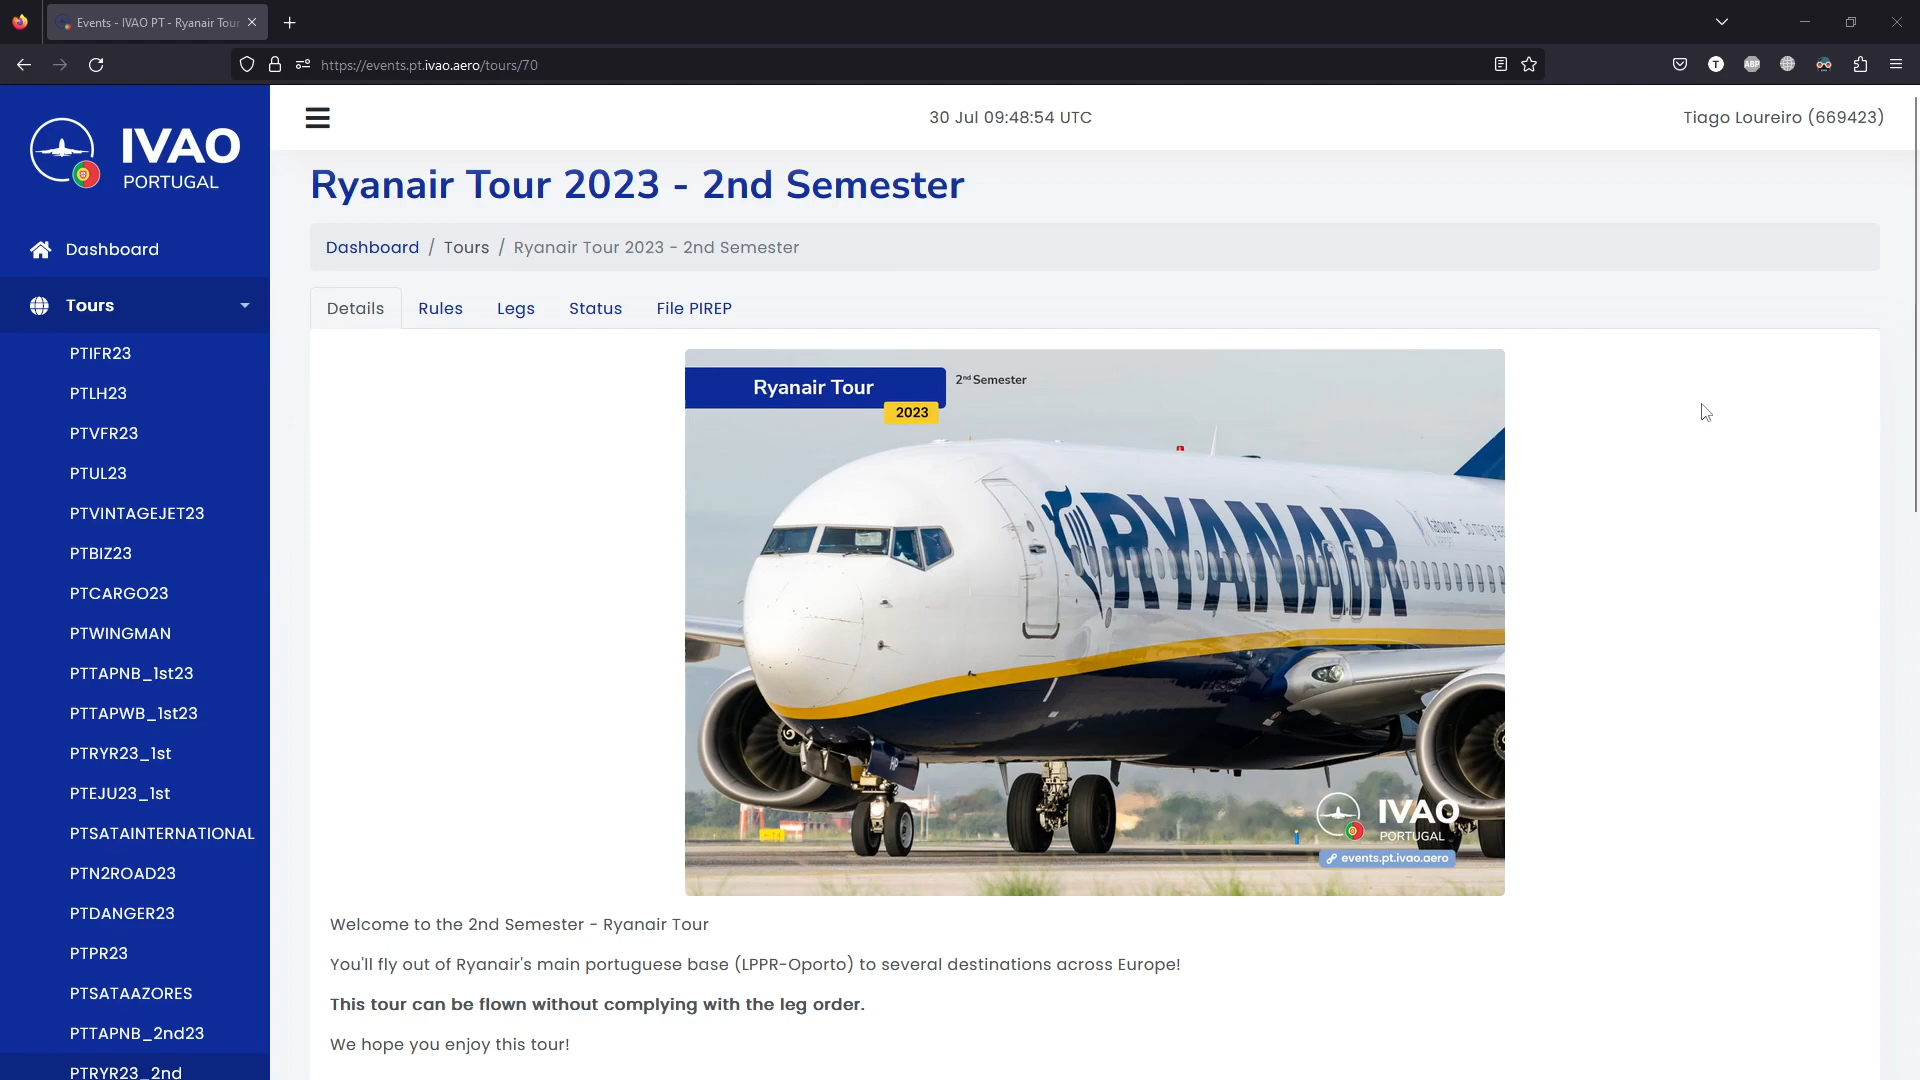 Events - IVAO PT - Ryanair Tour
https://events.pt.ivao.aero/tours/70
T
ABP
IVAO
PORTUGAL
30 Jul 09:48:54 UTC
Tiago Loureiro (669423)
Ryanair Tour 2023 - 2nd Semester
Dashboard / Tours / Ryanair Tour 2023 - 2nd Semester
Details
Rules
Legs
Status
File PIREP
Dashboard
Tours
PTIFR23
PTLH23
PTVFR23
PTUL23
PTVINTAGEJET23
PTBIZ23
PTCARGO23
PTWINGMAN
PTTAPNB_1st23
PTTAPWB_1st23
PTRYR23_1st
PTEJU23_1st
PTSATAINTERNATIONAL
PTN2ROAD23
PTDANGER23
PTPR23
PTSATAAZORES
PTTAPNB_2nd23
PTRYR23_2nd
Ryanair Tour
2nd Semester
2023
RYANAIR
HP
IVAO
PORTUGAL
events.pt.ivao.aero
Welcome to the 2nd Semester - Ryanair Tour
You'll fly out of Ryanair's main portuguese base (LPPR-Oporto) to several destinations across Europe!
This tour can be flown without complying with the leg order.
We hope you enjoy this tour!